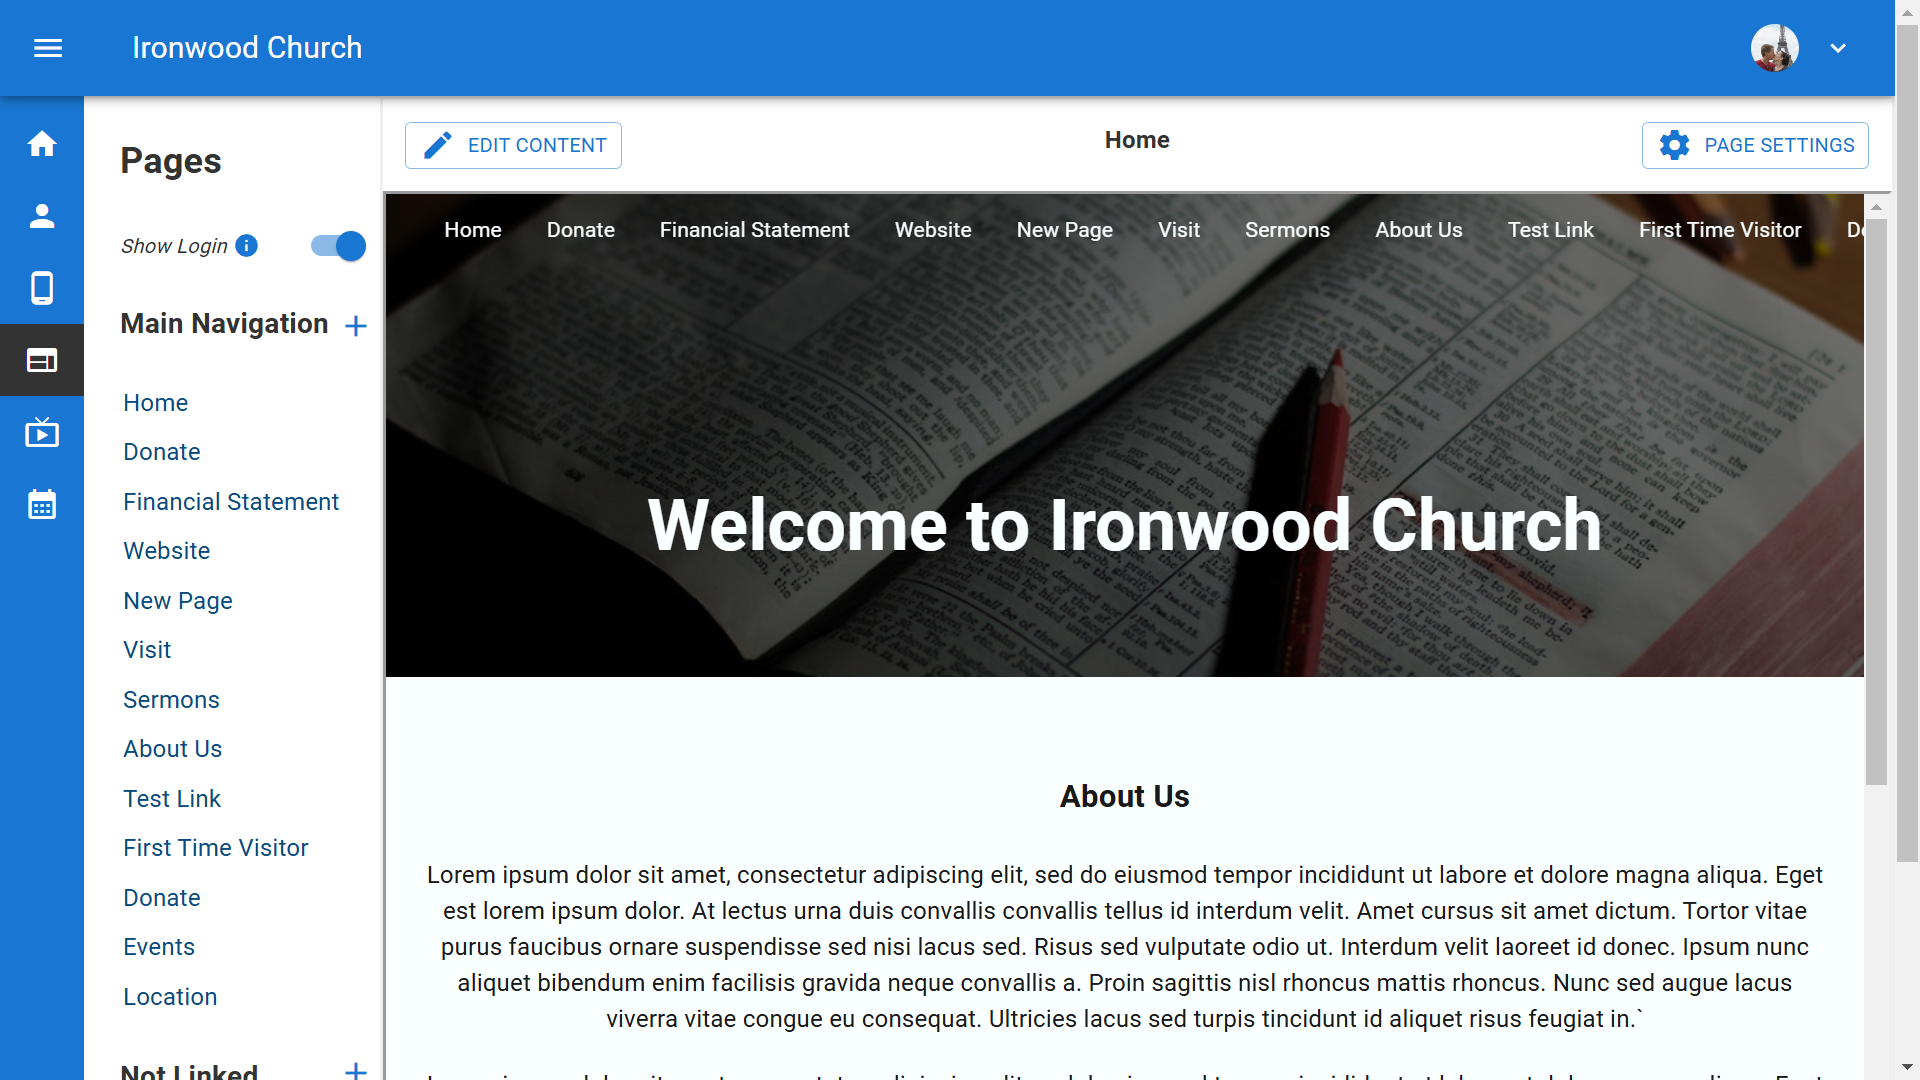 Ironwood Church
Pages
Show Login
Main Navigation
Home
Donate
Financial Statement
Website
New Page
Visit
Sermons
About Us
Test Link
First Time Visitor
Donate
Events
Location
Not Linked
EDIT CONTENT
Home
PAGE SETTINGS
Home Donate Financial Statement Website New Page Visit Sermons About Us Test Link First Time Visitor
Welcome to Ironwood Church
About Us
Lorem ipsum dolor sit amet, consectetur adipiscing elit, sed do eiusmod tempor incididunt ut labore et dolore magna aliqua. Eget
est lorem ipsum dolor. At lectus urna duis convallis convallis tellus id interdum velit. Amet cursus sit amet dictum. Tortor vitae
purus faucibus ornare suspendisse sed nisi lacus sed. Risus sed vulputate odio ut. Interdum velit laoreet id donec. Ipsum nunc
aliquet bibendum enim facilisis gravida neque convallis a. Proin sagittis nisl rhoncus mattis rhoncus. Nunc sed augue lacus
viverra vitae congue eu consequat. Ultricies lacus sed turpis tincidunt id aliquet risus feugiat in.`